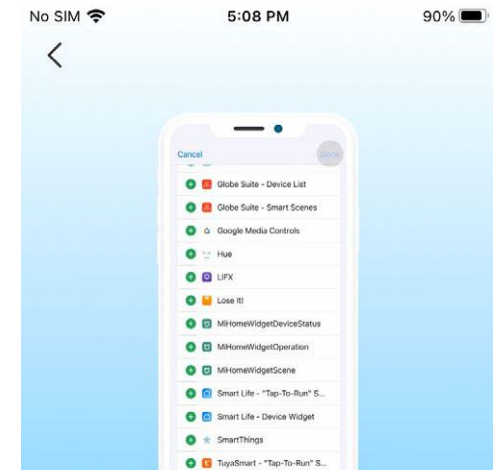 No SIM 5:08 PM 90%
Cancel Done
Globe Suite - Device List
Globe Suite - Smart Scenes
Google Media Controls
Hue
LIFX
Lose It!
MiHomeWidgetDeviceStatus
MiHomeWidgetOperation
MiHomeWidgetScene
Smart Life - "Tap-To-Run" S...
Smart Life - Device Widget
SmartThings
TuyaSmart - "Tap-To-Run" S...